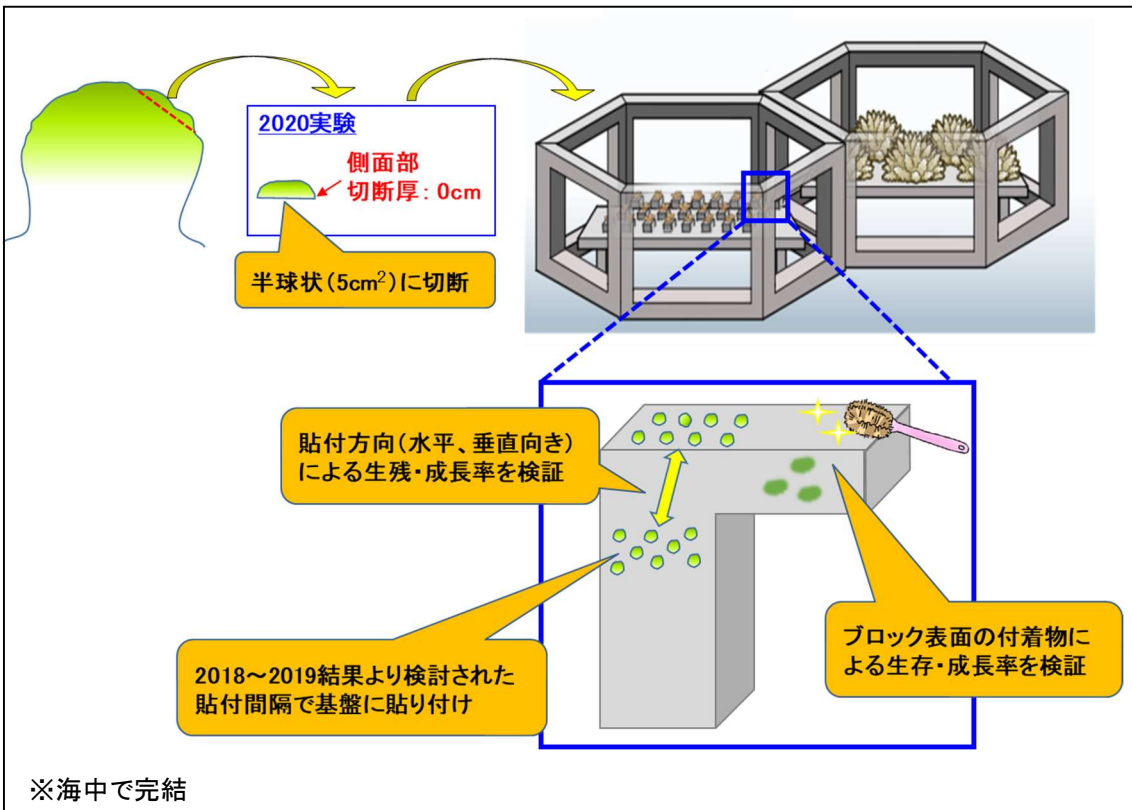 2020実験
側面部
切断厚:0cm
半球状(5cm²)に切断
貼付方向(水平、垂直向き)
による生残・成長率を検証
2018~2019結果より検討された
貼付間隔で基盤に貼り付け
ブロック表面の付着物に
よる生存・成長率を検証
※海中で完結